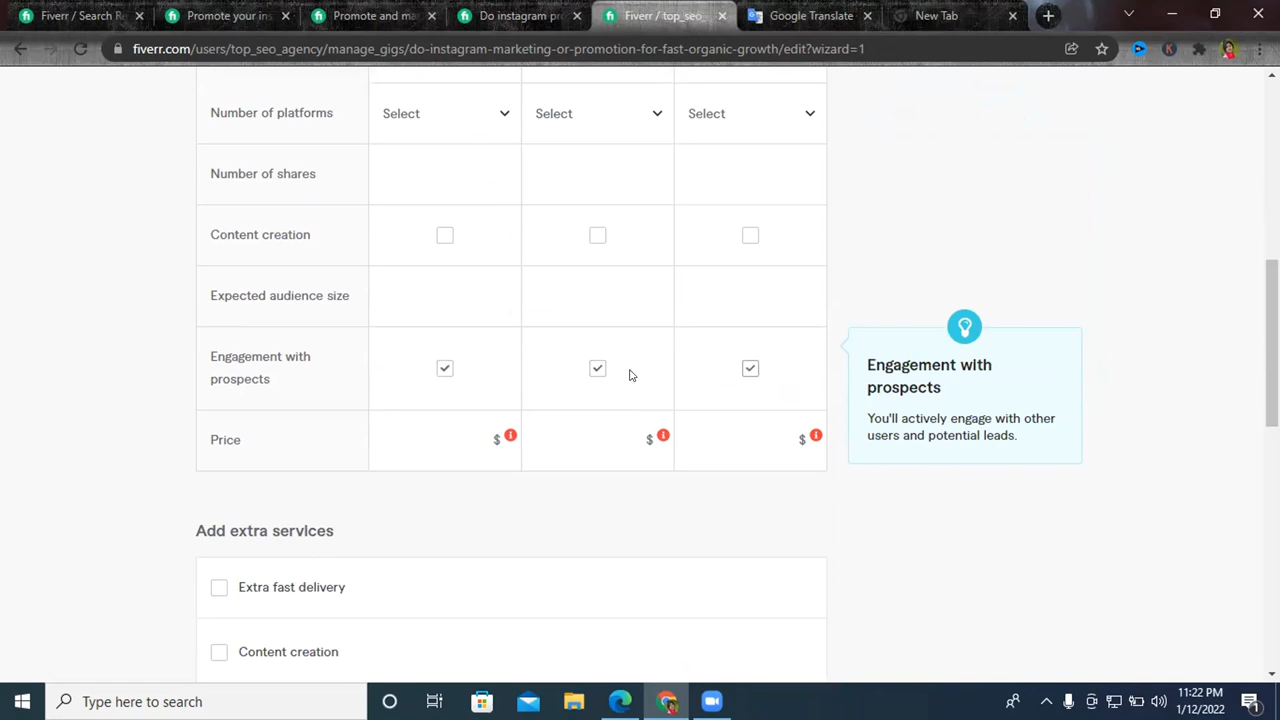 Fiverr / Search Re
Promote your ins
Promote and ma
Do instagram pro
Fiverr / top_seo_
Google Translate
New Tab
fiverr.com/users/top_seo_agency/manage_gigs/do-instagram-marketing-or-promotion-for-fast-organic-growth/edit?wizard=1
Number of platforms
Select
Select
Select
Number of shares
Content creation
Expected audience size
Engagement with
prospects
Engagement with
prospects
You'll actively engage with other
users and potential leads.
Price
$
$
$
Add extra services
Extra fast delivery
Content creation
Type here to search
11:22 PM
1/12/2022